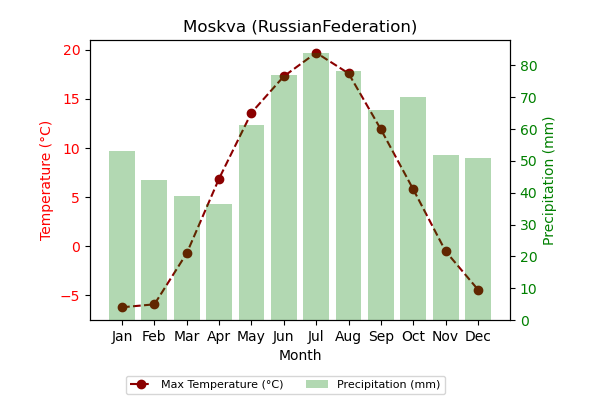 Moskva (RussianFederation)
Temperature (°C)
20
15
10
5
0
−5
80
70
60
50
40
30
20
10
0
Precipitation (mm)
Jan Feb Mar Apr May Jun Jul Aug Sep Oct Nov Dec
Month
Max Temperature (°C) Precipitation (mm)